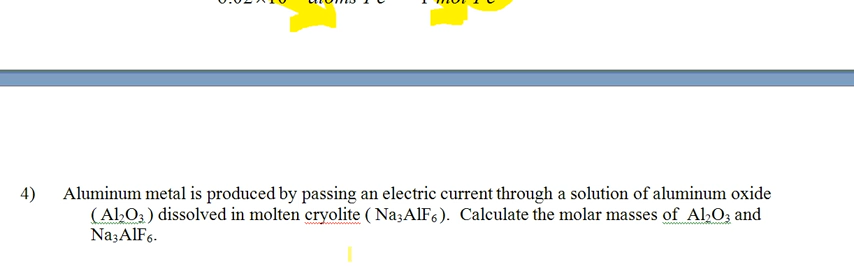 4) Aluminum metal is produced by passing an electric current through a solution of aluminum oxide
( Al₂O₃ ) dissolved in molten cryolite ( Na₃AlF₆ ). Calculate the molar masses of Al₂O₃ and
Na₃AlF₆.